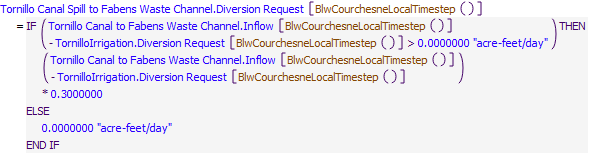 Tornillo Canal Spill to Fabens Waste Channel.Diversion Request [BlwCourchesneLocalTimestep ()]
= IF (Tornillo Canal to Fabens Waste Channel.Inflow [BlwCourchesneLocalTimestep ()]
- TornilloIrrigation.Diversion Request [BlwCourchesneLocalTimestep ()] > 0.0000000 "acre-feet/day") THEN
(Tornillo Canal to Fabens Waste Channel.Inflow [BlwCourchesneLocalTimestep ()]
- TornilloIrrigation.Diversion Request [BlwCourchesneLocalTimestep ()])
* 0.3000000
ELSE
0.0000000 "acre-feet/day"
END IF